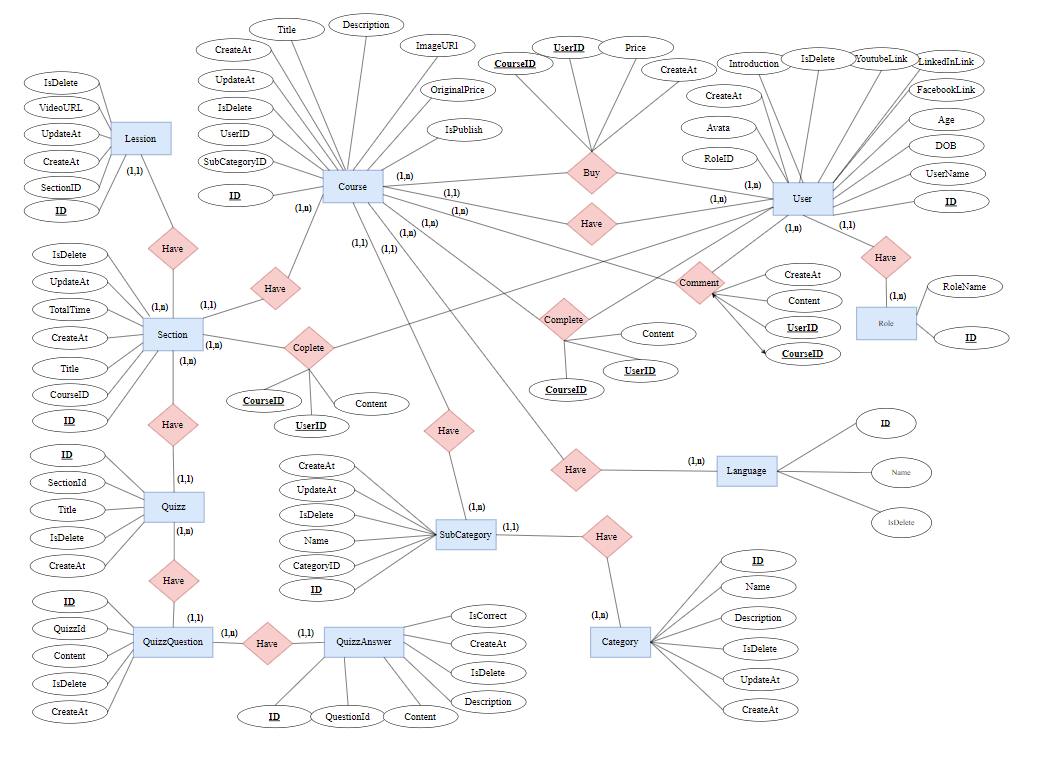 Title
Description
CreateAt
ImageURl
UpdateAt
OriginalPrice
IsDelete
IsPublish
UserID
SubCategoryID
ID
Course
CourseID
UserID
Price
CreateAt
Buy
Introduction
IsDelete
YoutubeLink
LinkedInLink
CreateAt
FacebookLink
Avata
Age
RoleID
DOB
UserName
ID
User
IsDelete
VideoURL
UpdateAt
CreateAt
SectionID
ID
Lession
(1,1)
(1,n)
(1,1)
(1,n)
(1,n)
(1,n)
(1,n)
(1,n)
(1,1)
(1,n)
(1,n)
(1,1)
(1,1)
Have
Have
Have
Have
(1,n)
Role
RoleName
ID
Comment
CreateAt
Content
UserID
CourseID
Complete
Content
UserID
CourseID
Coplete
CourseID
UserID
Content
IsDelete
UpdateAt
TotalTime
CreateAt
Title
CourseID
ID
Section
(1,n)
(1,1)
(1,n)
(1,n)
Have
(1,1)
ID
SectionId
Title
IsDelete
CreateAt
Quizz
(1,n)
Have
(1,1)
ID
QuizzId
Content
IsDelete
CreateAt
QuizzQuestion
(1,n)
Have
(1,1)
QuizzAnswer
IsCorrect
CreateAt
IsDelete
Description
ID
QuestionId
Content
Have
(1,n)
CreateAt
UpdateAt
IsDelete
Name
CategoryID
ID
SubCategory
(1,1)
Have
(1,n)
Category
ID
Name
Description
IsDelete
UpdateAt
CreateAt
Have
(1,n)
Language
ID
Name
IsDelete